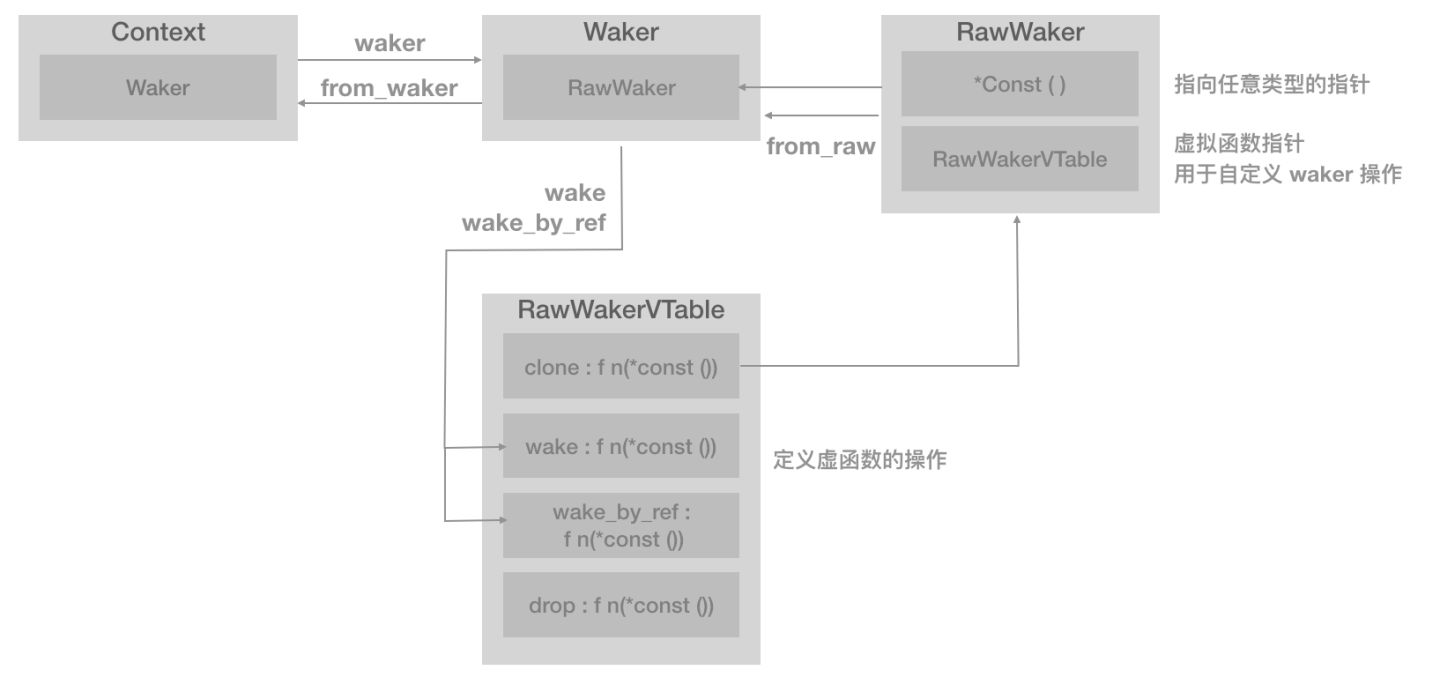 Context
Waker
waker
from_waker
Waker
RawWaker
from_raw
RawWaker
*Const ( )
RawWakerVTable
指向任意类型的指针
虚拟函数指针
用于自定义 waker 操作
wake
wake_by_ref
RawWakerVTable
clone : f n(*const ())
wake : f n(*const ())
wake_by_ref :
f n(*const ())
drop : f n(*const ())
定义虚函数的操作